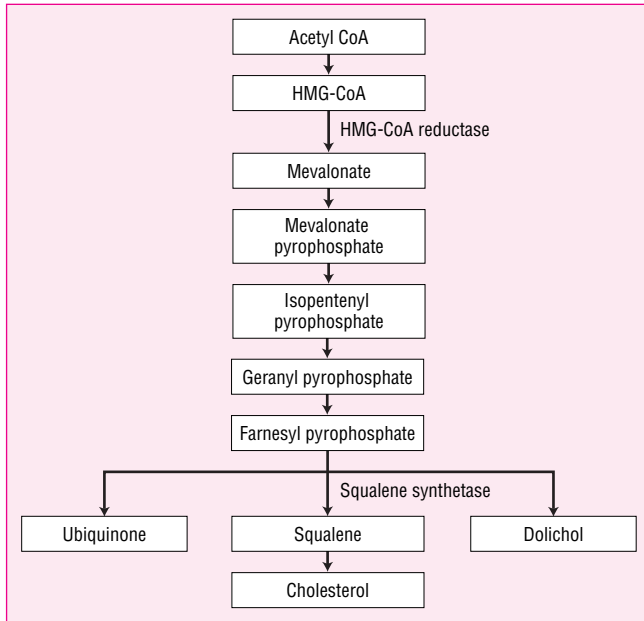 Acetyl CoA
HMG-CoA
HMG-CoA reductase
Mevalonate
Mevalonate
pyrophosphate
Isopentenyl
pyrophosphate
Geranyl pyrophosphate
Farnesyl pyrophosphate
Squalene synthetase
Ubiquinone
Squalene
Dolichol
Cholesterol